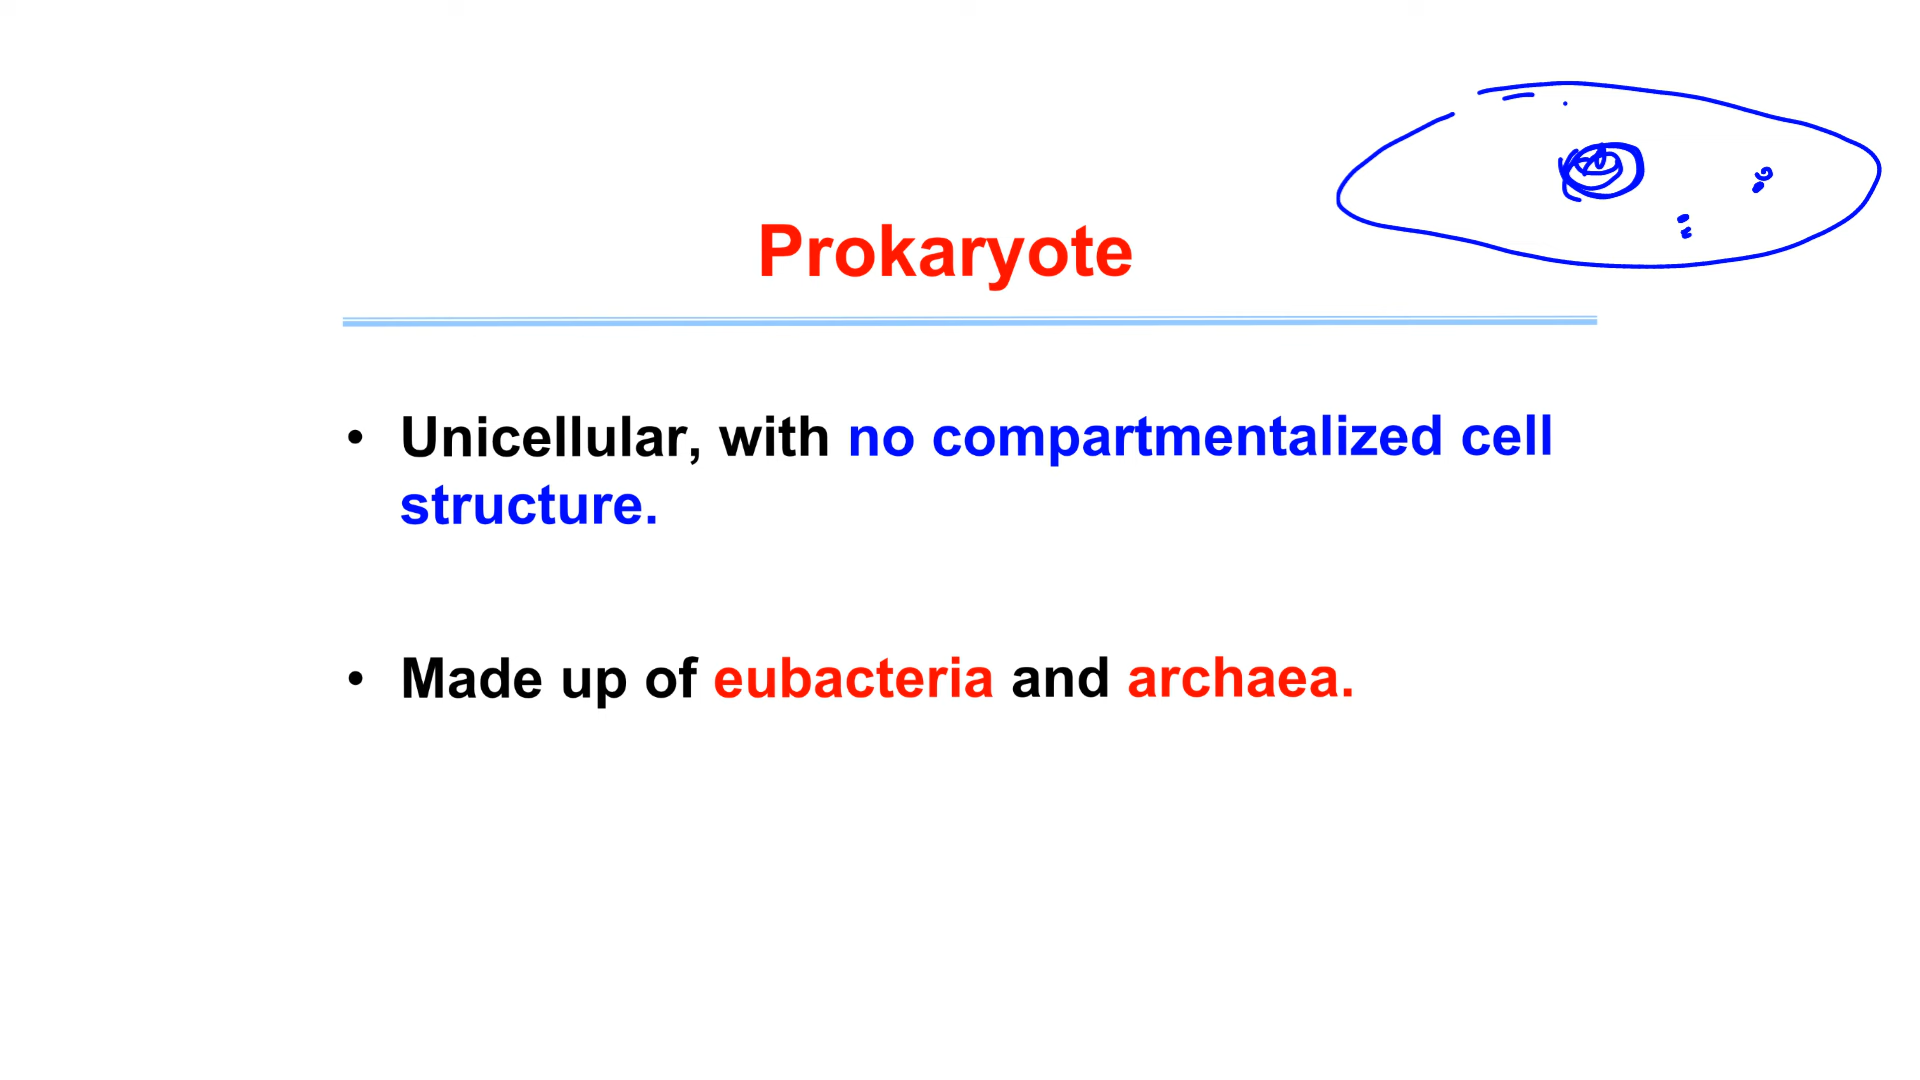 Prokaryote
• Unicellular, with no compartmentalized cell
structure.
• Made up of eubacteria and archaea.